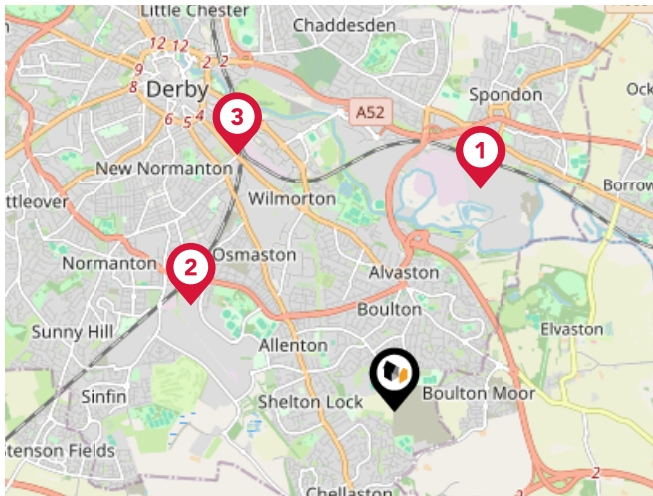 Little Chester
Chaddesden
12 12
2 2
9
8
Derby
Spondon
Ock
3
A52
6 5 4
1
New Normanton
Wilmorton
Borrow
ttleover
2
Osmaston
Normanton
Alvaston
Boulton
Sunny Hill
Elvaston
Allenton
Sinfin
Shelton Lock
Boulton Moor
tenson Fields
2
Chellaston